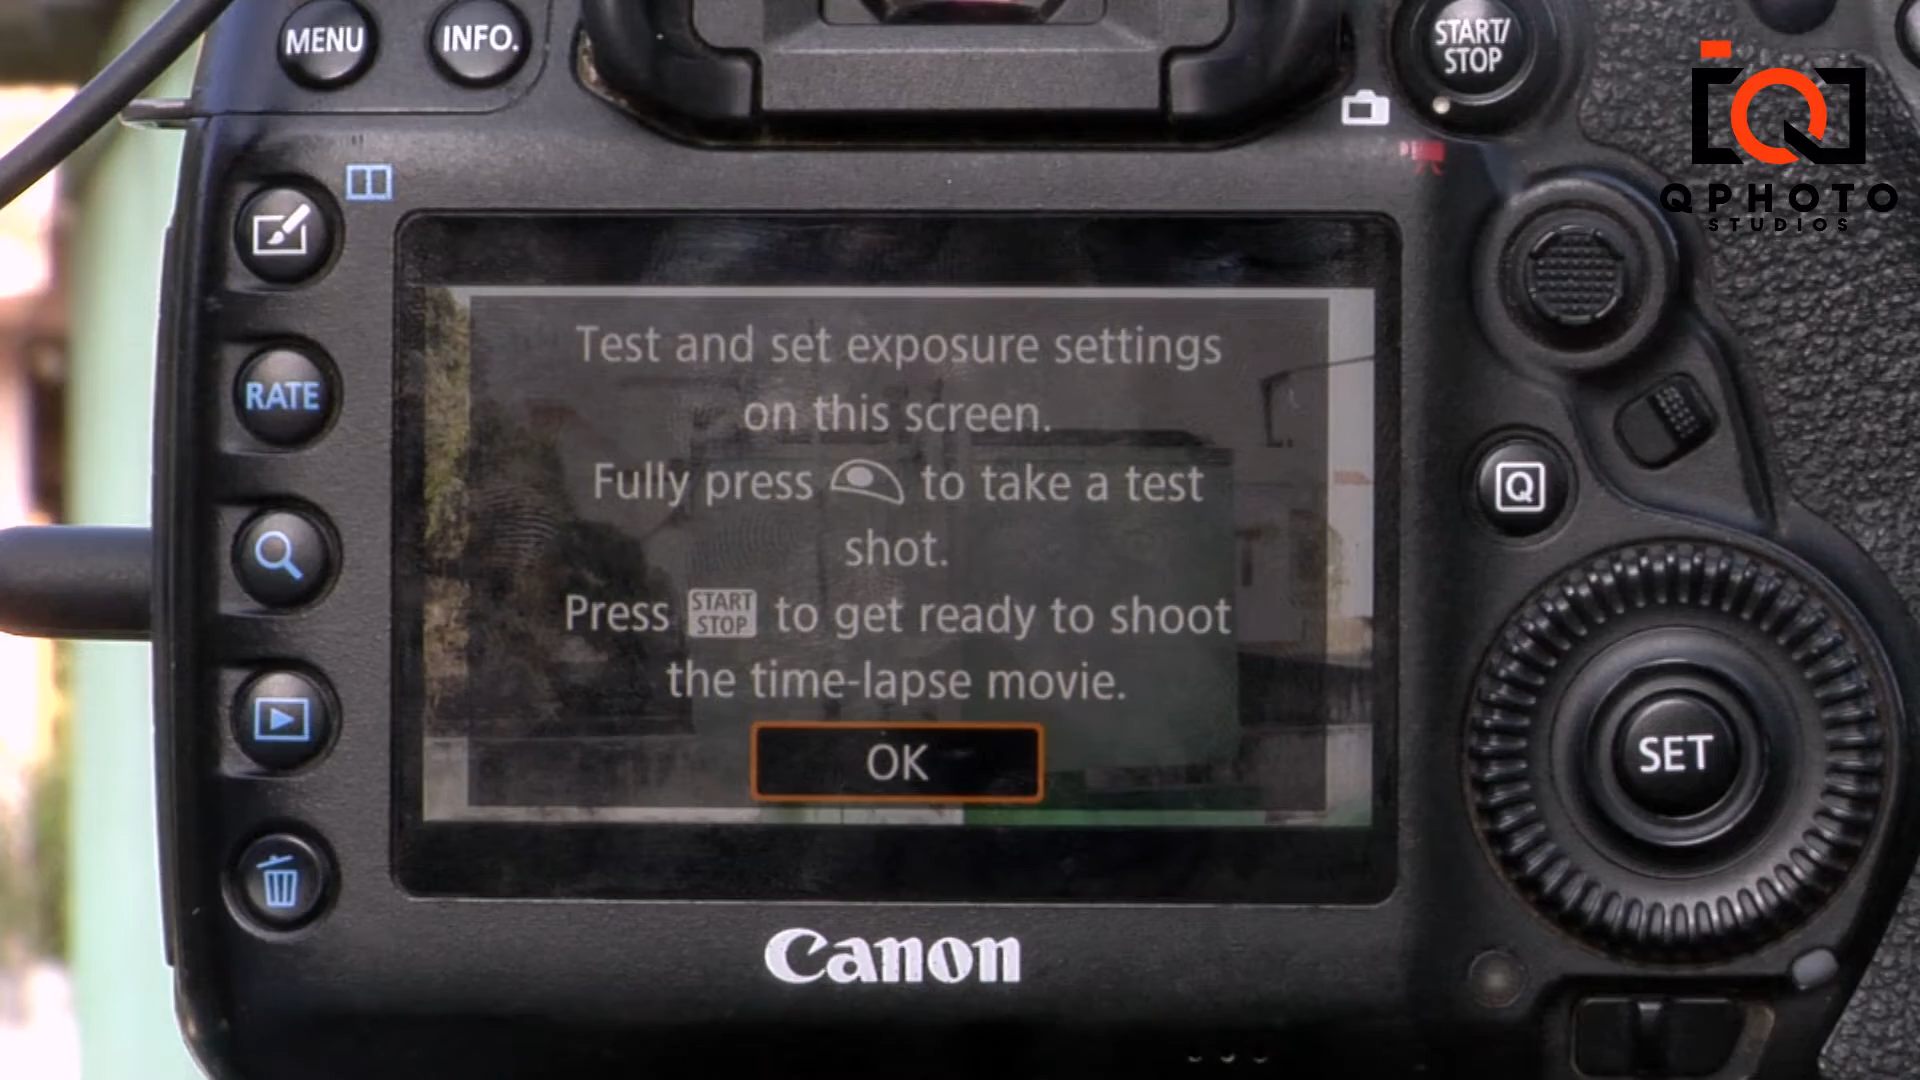 MENU
INFO.
START/
STOP
QPHOTO
STUDIOS
RATE
Test and set exposure settings
on this screen.
Fully press to take a test
shot.
Press START STOP to get ready to shoot
the time-lapse movie.
OK
Q
SET
Canon